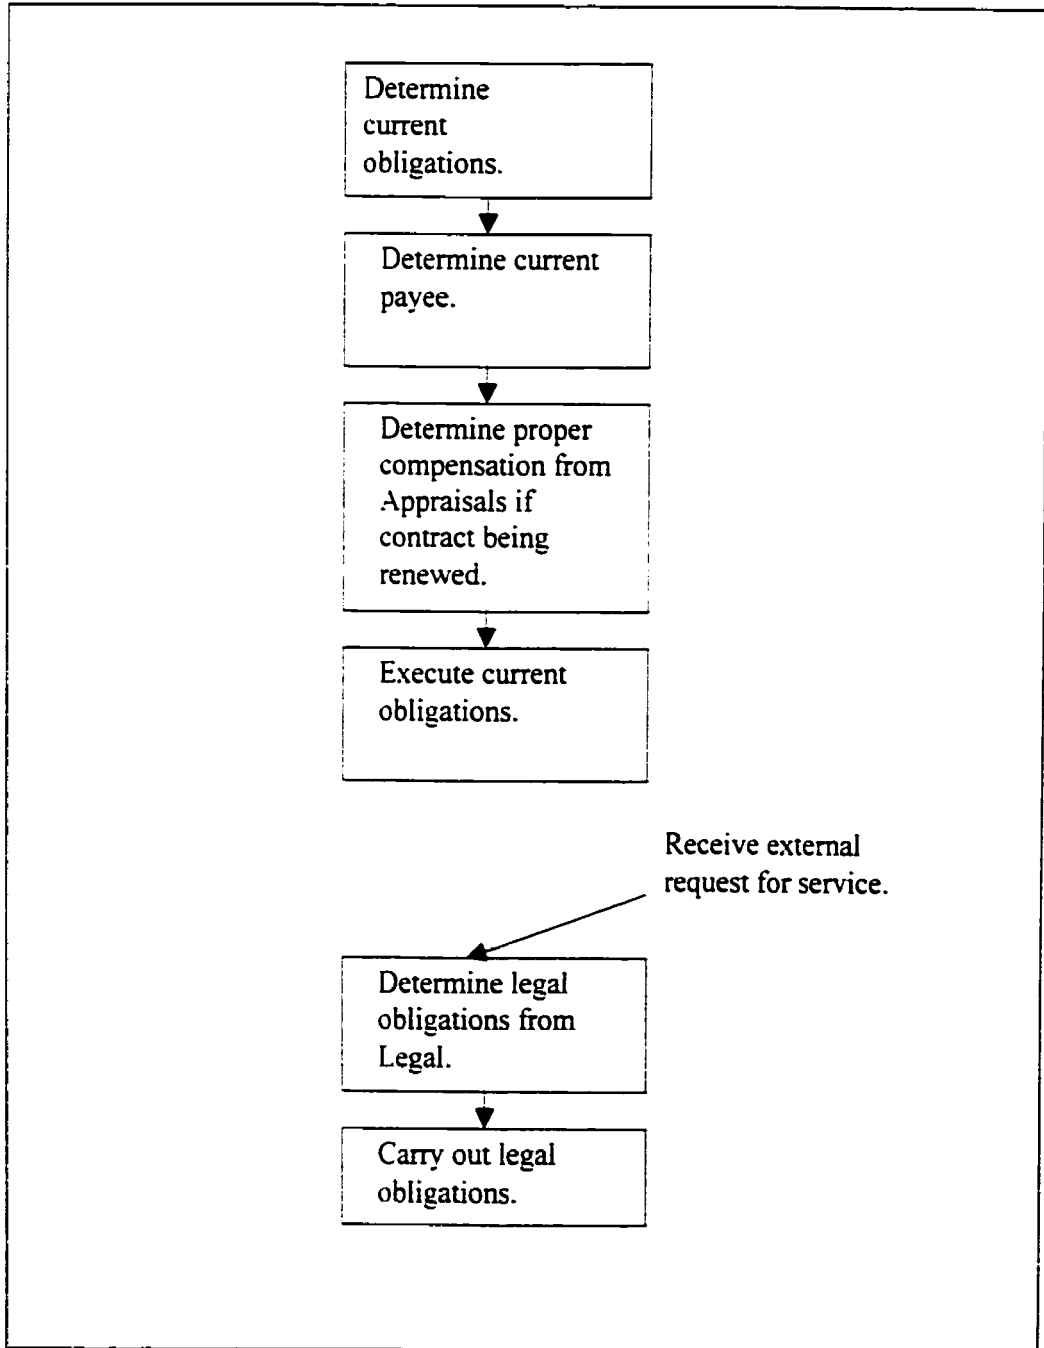 Determine
current
obligations.
Determine current
payee.
Determine proper
compensation from
Appraisals if
contract being
renewed.
Execute current
obligations.
Receive external
request for service.
Determine legal
obligations from
Legal.
Carry out legal
obligations.